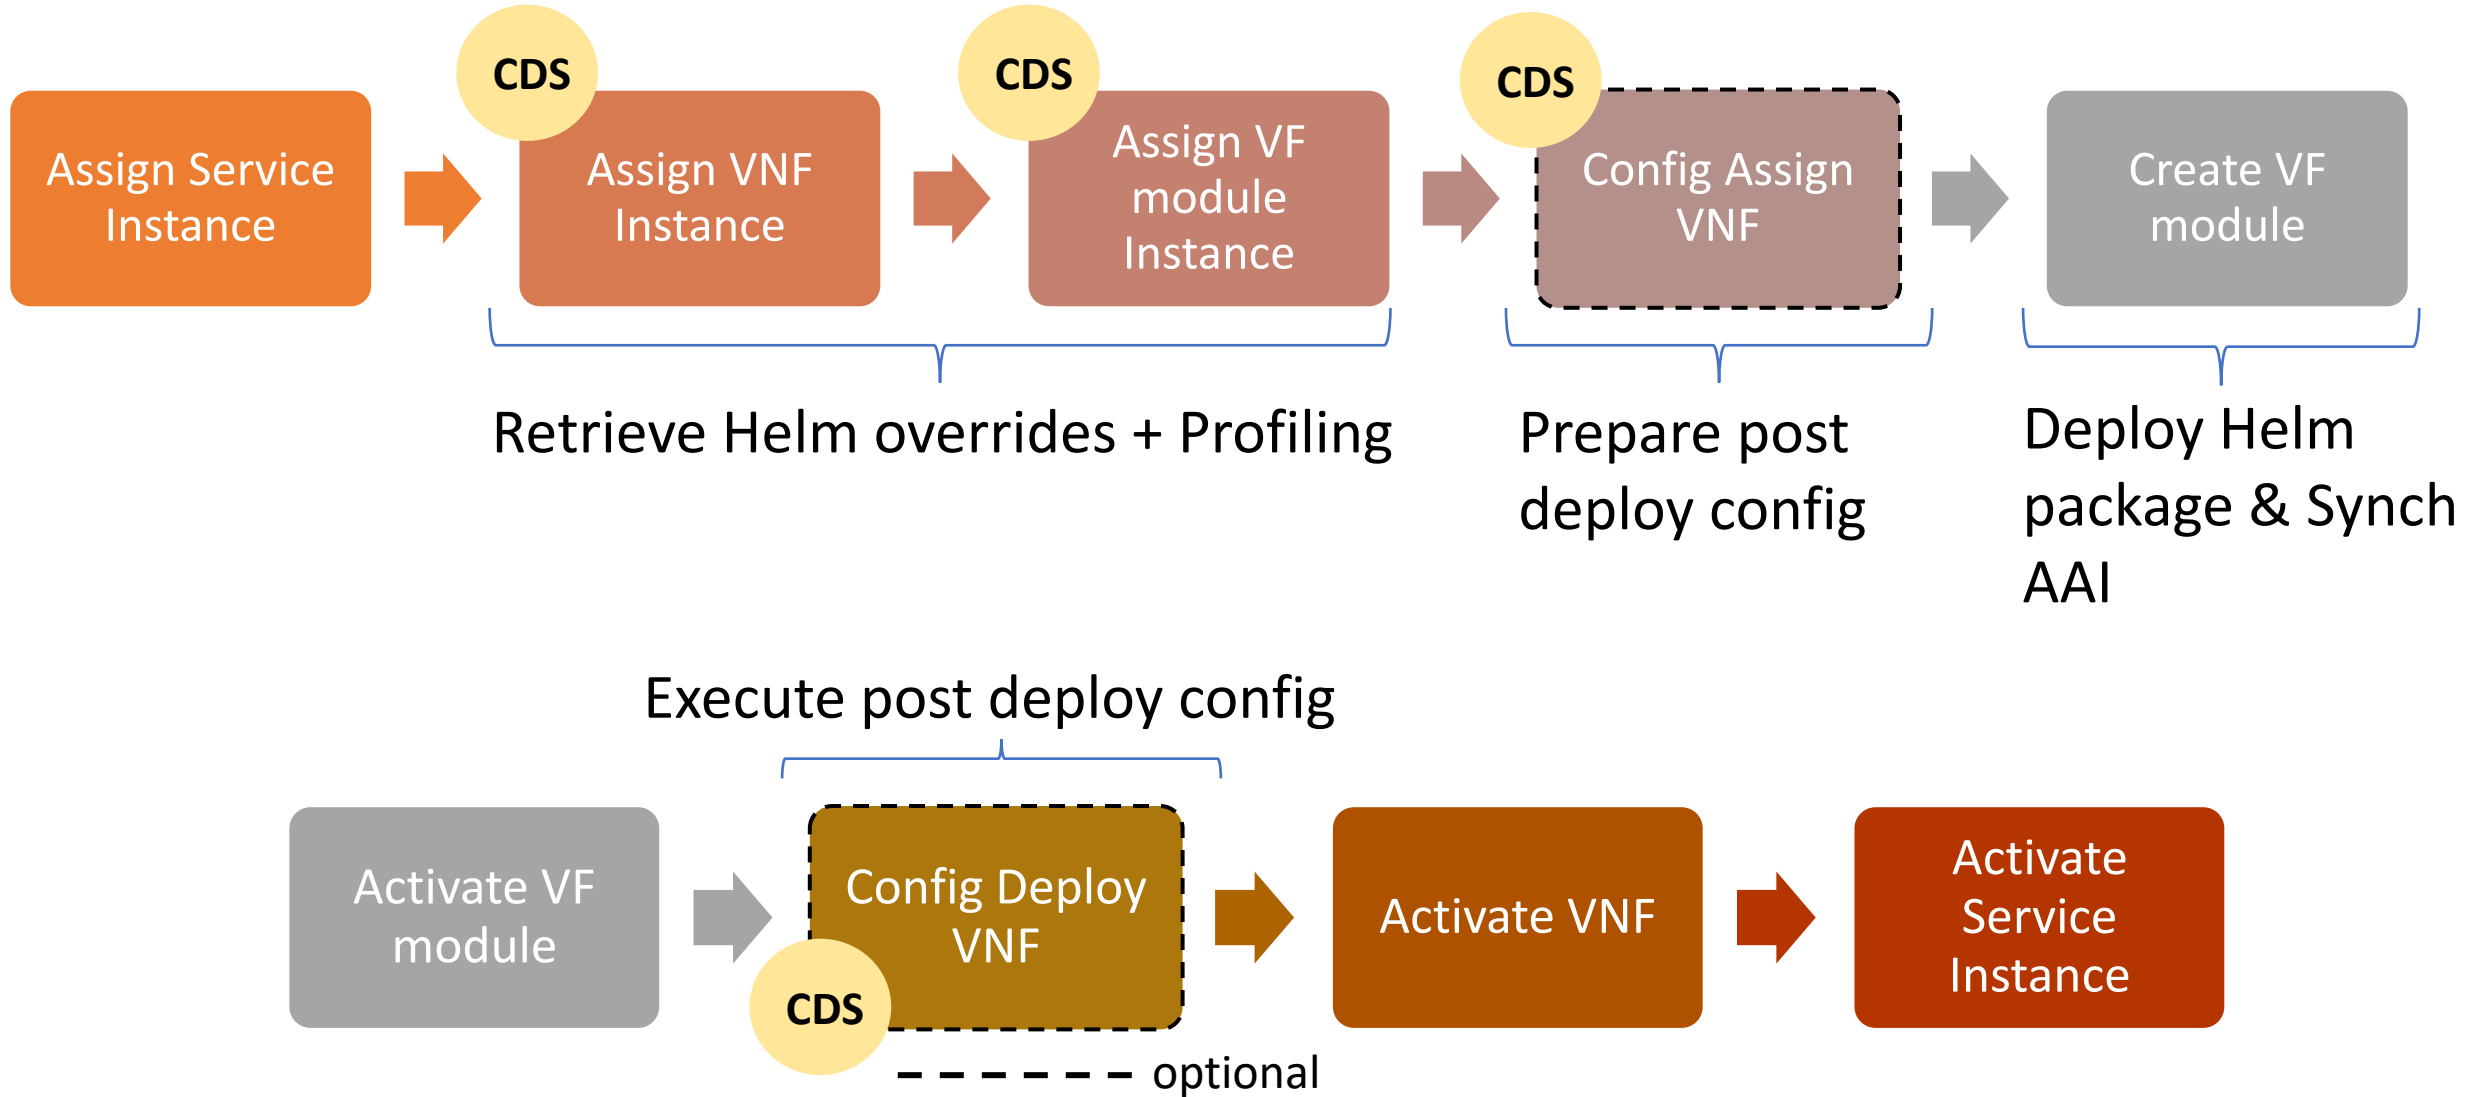 CDS
CDS
CDS
Assign Service
Instance
Assign VNF
Instance
Assign VF
module
Instance
Config Assign
VNF
Create VF
module
Retrieve Helm overrides + Profiling
Prepare post
deploy config
Deploy Helm
package & Synch
AAI
Execute post deploy config
Activate VF
module
Config Deploy
VNF
CDS
Activate VNF
Activate
Service
Instance
optional